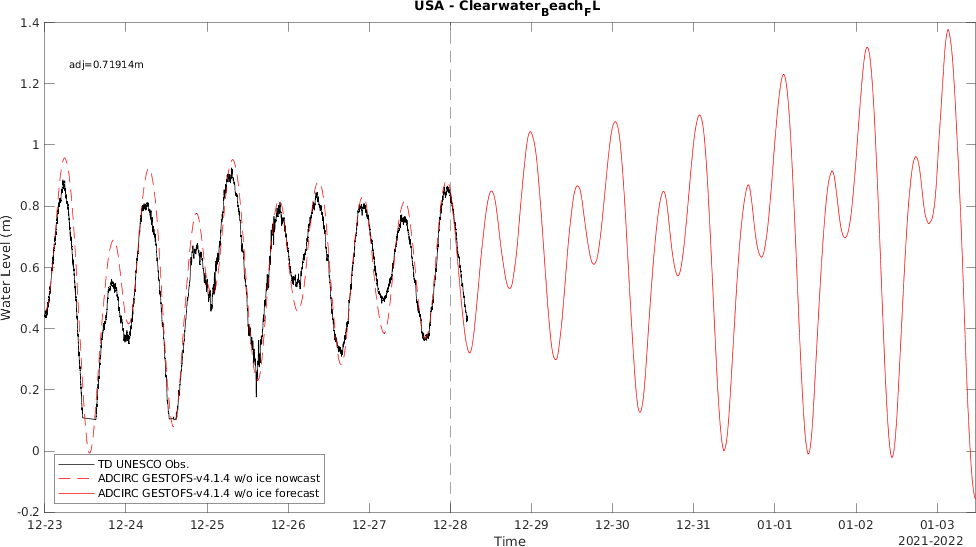 USA - Clearwater_Beach_FL
1.4
adj=0.71914m
1.2
1
0.8
0.6
0.4
0.2
0
-0.2
Water Level (m)
TD UNESCO Obs.
ADCIRC GESTOFS-v4.1.4 w/o ice nowcast
ADCIRC GESTOFS-v4.1.4 w/o ice forecast
12-23 12-24 12-25 12-26 12-27 12-28 12-29 12-30 12-31 01-01 01-02 01-03
Time
2021-2022